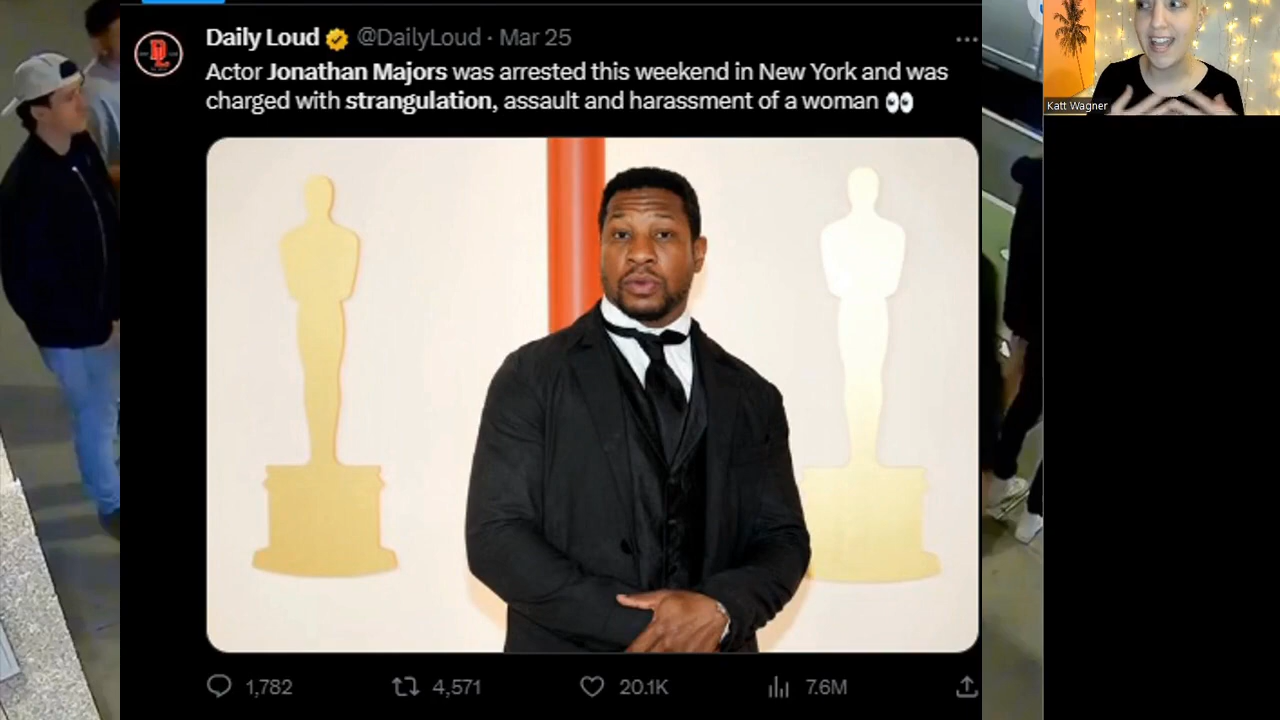 Daily Loud @DailyLoud · Mar 25
Actor Jonathan Majors was arrested this weekend in New York and was
charged with strangulation, assault and harassment of a woman 👀
1,782 4,571 20.1K 7.6M
Katt Wagner